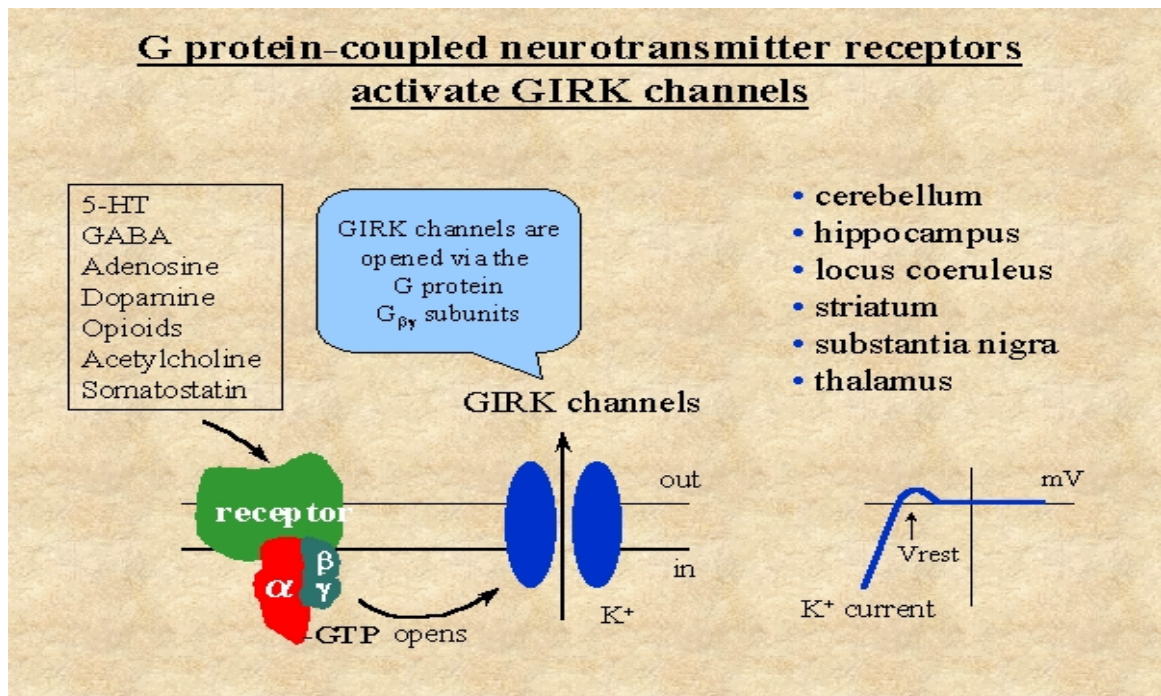 G protein-coupled neurotransmitter receptors
activate GIRK channels
5-HT
GABA
Adenosine
Dopamine
Opioids
Acetylcholine
Somatostatin
GIRK channels are
opened via the
G protein
Gβγ subunits
• cerebellum
• hippocampus
• locus coeruleus
• striatum
• substantia nigra
• thalamus
GIRK channels
out
in
K⁺
receptor
α
β
γ
-GTP opens
mV
Vrest
K⁺ current